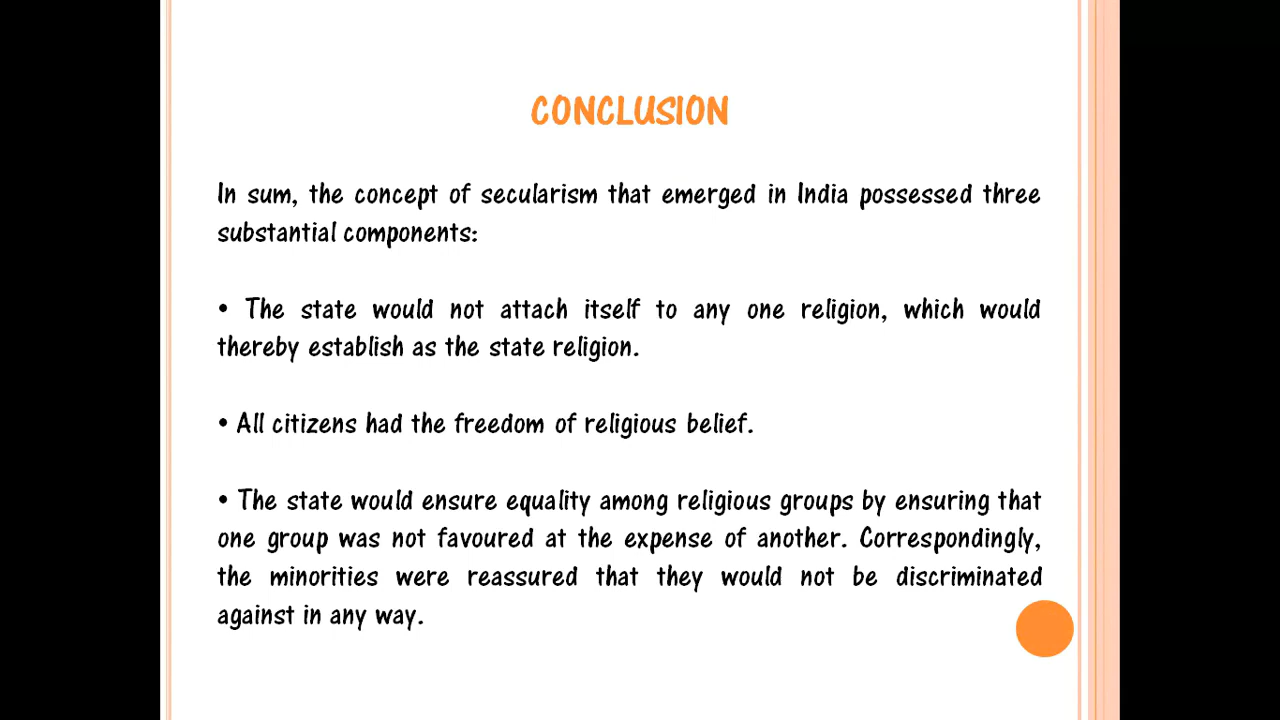 CONCLUSION
In sum, the concept of secularism that emerged in India possessed three
substantial components:
• The state would not attach itself to any one religion, which would
thereby establish as the state religion.
• All citizens had the freedom of religious belief.
• The state would ensure equality among religious groups by ensuring that
one group was not favoured at the expense of another. Correspondingly,
the minorities were reassured that they would not be discriminated
against in any way.